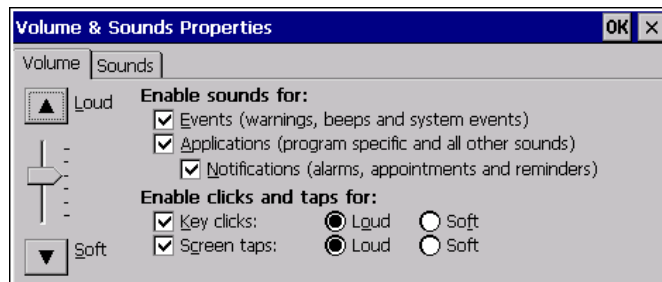 Volume & Sounds Properties OK ×
Volume Sounds
Loud
Enable sounds for:
Events (warnings, beeps and system events)
Applications (program specific and all other sounds)
Notifications (alarms, appointments and reminders)
Enable clicks and taps for:
Key clicks: Loud Soft
Screen taps: Loud Soft
Soft